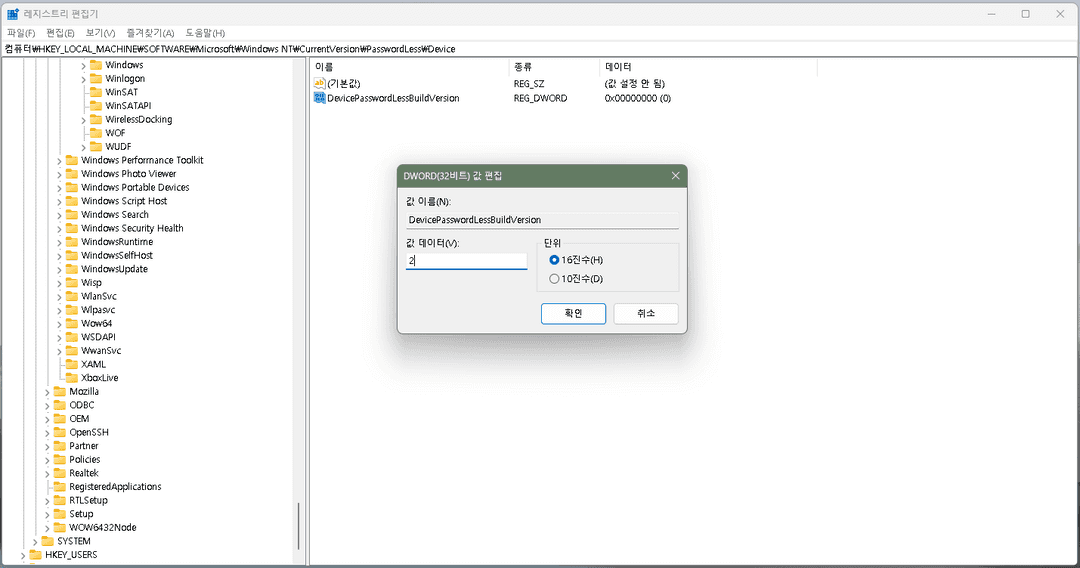 레지스트리 편집기
파일(F) 편집(E) 보기(V) 즐겨찾기(A) 도움말(H)
컴퓨터₩HKEY_LOCAL_MACHINE₩SOFTWARE₩Microsoft₩Windows NT₩CurrentVersion₩PasswordLess₩Device
Windows
Winlogon
WinSAT
WinSATAPI
WirelessDocking
WOF
WUDF
Windows Performance Toolkit
Windows Photo Viewer
Windows Portable Devices
Windows Script Host
Windows Search
Windows Security Health
WindowsRuntime
WindowsSelfHost
WindowsUpdate
Wisp
WlanSvc
Wlpasvc
Wow64
WSDAPI
WwanSvc
XAML
XboxLive
Mozilla
ODBC
OEM
OpenSSH
Partner
Policies
Realtek
RegisteredApplications
RTLSetup
Setup
WOW6432Node
SYSTEM
HKEY_USERS
이름 종류 데이터
(기본값) REG_SZ (값 설정 안 됨)
DevicePasswordLessBuildVersion REG_DWORD 0x00000000 (0)
DWORD(32비트) 값 편집
값 이름(N):
DevicePasswordLessBuildVersion
값 데이터(V):
2
단위
16진수(H)
10진수(D)
확인 취소